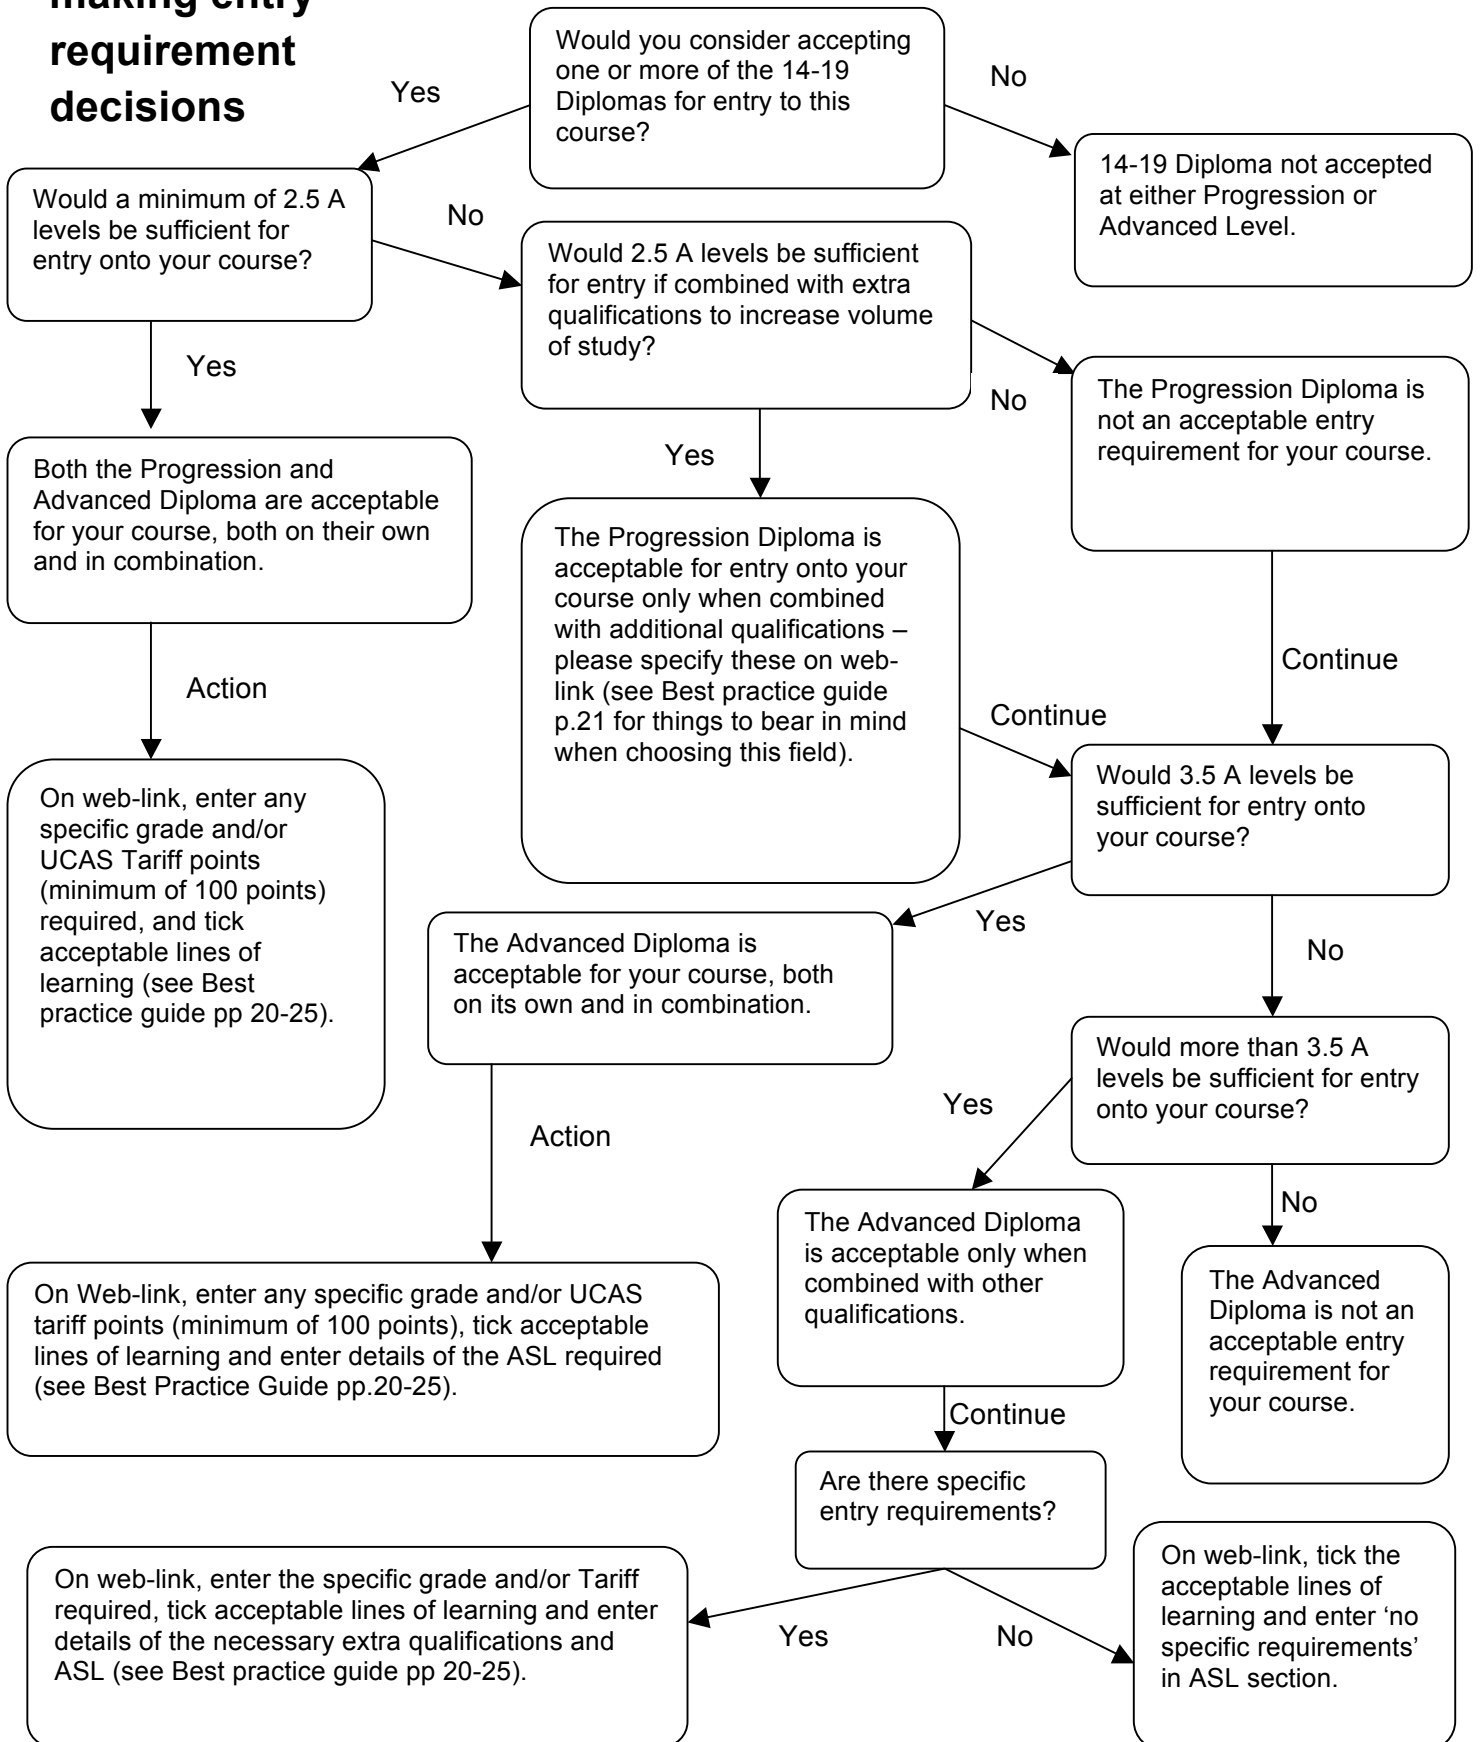 making entry
requirement
decisions
Would you consider accepting
one or more of the 14-19
Diplomas for entry to this
course?
Yes
No
14-19 Diploma not accepted
at either Progression or
Advanced Level.
Would a minimum of 2.5 A
levels be sufficient for
entry onto your course?
No
Would 2.5 A levels be sufficient
for entry if combined with extra
qualifications to increase volume
of study?
Yes
No
The Progression Diploma is
not an acceptable entry
requirement for your course.
Both the Progression and
Advanced Diploma are acceptable
for your course, both on their own
and in combination.
Yes
The Progression Diploma is
acceptable for entry onto your
course only when combined
with additional qualifications –
please specify these on web-
link (see Best practice guide
p.21 for things to bear in mind
when choosing this field).
Continue
Action
Continue
On web-link, enter any
specific grade and/or
UCAS Tariff points
(minimum of 100 points)
required, and tick
acceptable lines of
learning (see Best
practice guide pp 20-25).
Would 3.5 A levels be
sufficient for entry onto
your course?
Yes
No
The Advanced Diploma is
acceptable for your course, both
on its own and in combination.
Would more than 3.5 A
levels be sufficient for entry
onto your course?
Yes
Action
No
The Advanced Diploma
is acceptable only when
combined with other
qualifications.
The Advanced
Diploma is not an
acceptable entry
requirement for
your course.
On Web-link, enter any specific grade and/or UCAS
tariff points (minimum of 100 points), tick acceptable
lines of learning and enter details of the ASL required
(see Best Practice Guide pp.20-25).
Continue
Are there specific
entry requirements?
Yes
No
On web-link, enter the specific grade and/or Tariff
required, tick acceptable lines of learning and enter
details of the necessary extra qualifications and
ASL (see Best practice guide pp 20-25).
On web-link, tick the
acceptable lines of
learning and enter ‘no
specific requirements’
in ASL section.